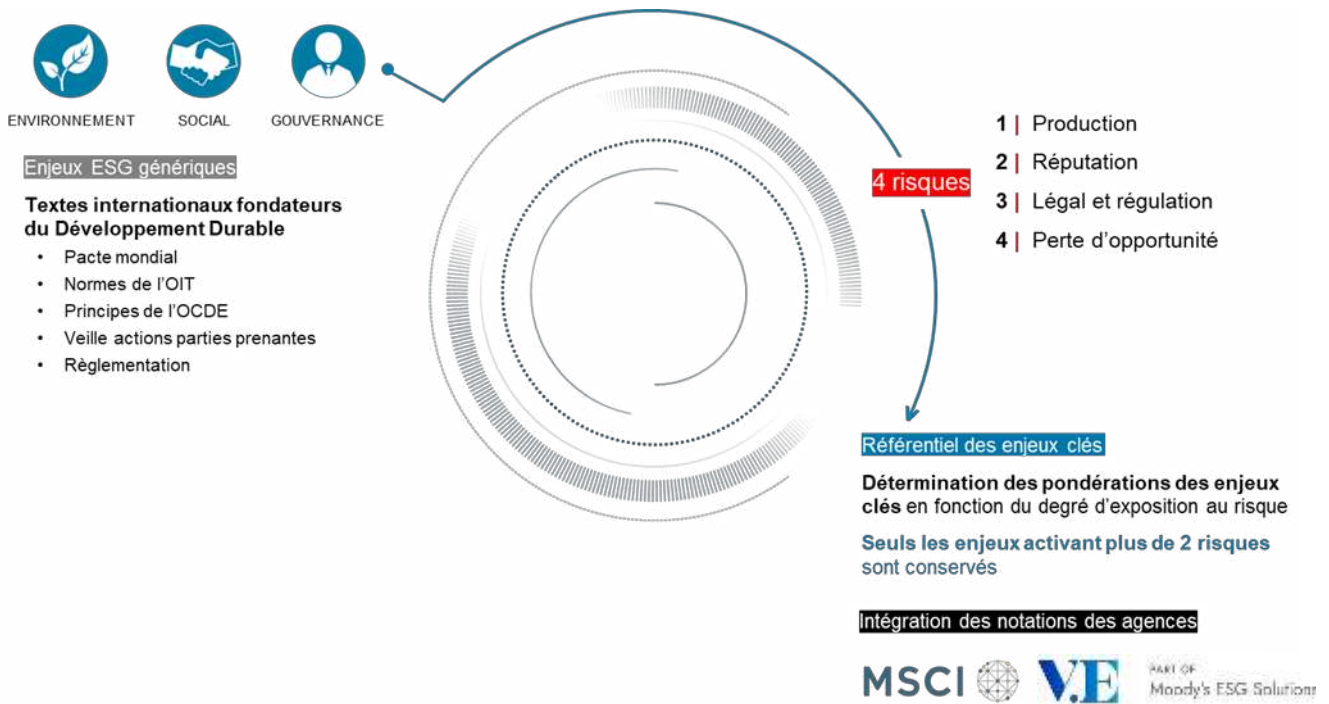 ENVIRONNEMENT
SOCIAL
GOUVERNANCE
Enjeux ESG génériques
Textes internationaux fondateurs
du Développement Durable
• Pacte mondial
• Normes de l'OIT
• Principes de l'OCDE
• Veille actions parties prenantes
• Règlementation
4 risques
1 | Production
2 | Réputation
3 | Légal et régulation
4 | Perte d'opportunité
Référentiel des enjeux clés
Détermination des pondérations des enjeux
clés en fonction du degré d'exposition au risque
Seuls les enjeux activant plus de 2 risques
sont conservés
Intégration des notations des agences
MSCI
V.E
PART OF
Moody's ESG Solutions